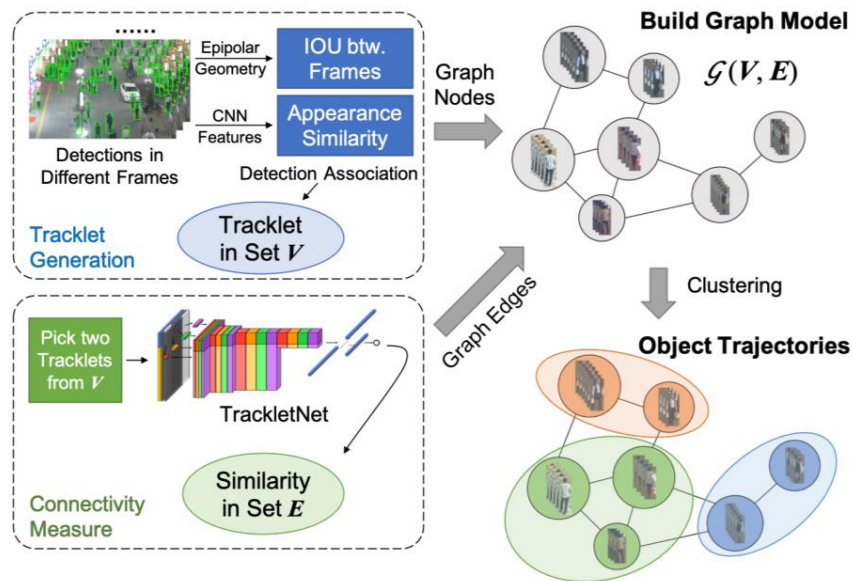 ......
Epipolar
Geometry
IOU btw.
Frames
CNN
Features
Appearance
Similarity
Detections in
Different Frames
Detection Association
Tracklet
Generation
Tracklet
in Set V
Graph
Nodes
Build Graph Model
G(V, E)
Pick two
Tracklets
from V
TrackletNet
Similarity
in Set E
Connectivity
Measure
Graph Edges
Clustering
Object Trajectories